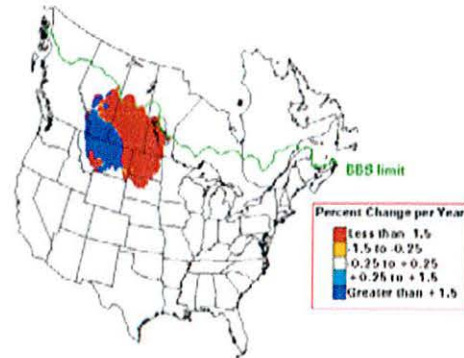 BBS limit
Percent Change per Year
Less than -1.5
-1.5 to -0.25
-0.25 to +0.25
+0.25 to +1.5
Greater than +1.5